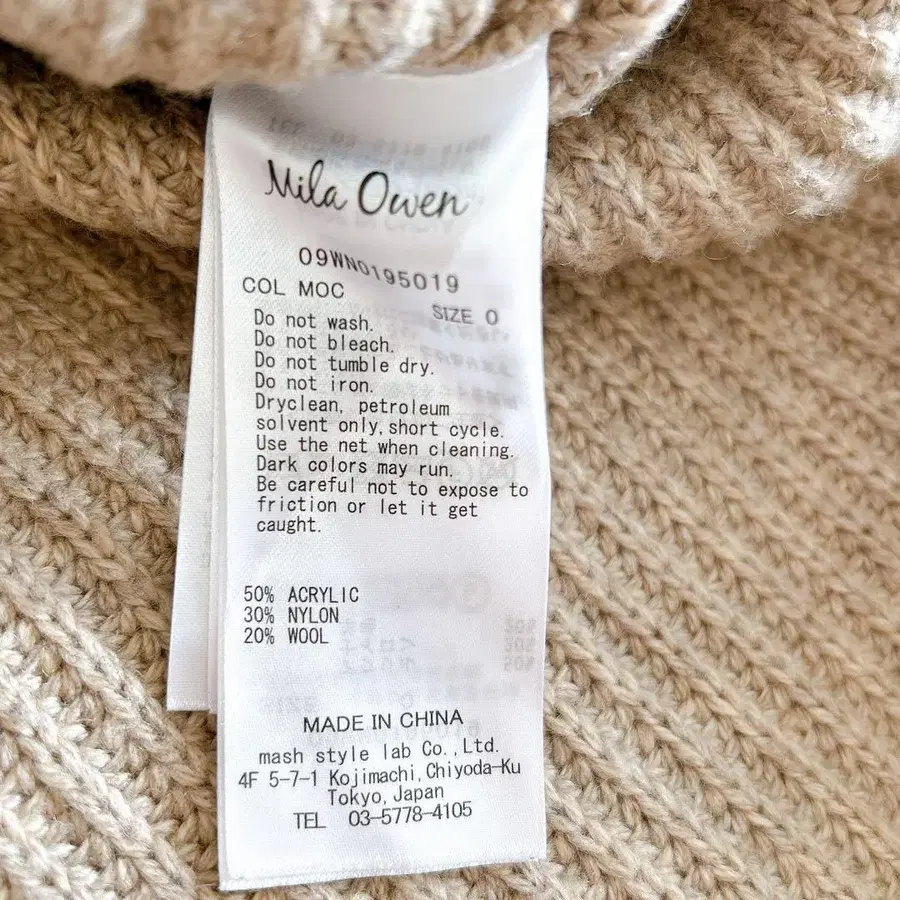 Mila Owen
09WNO195019
COL MOC
SIZE 0
Do not wash.
Do not bleach.
Do not tumble dry.
Do not iron.
Dryclean, petroleum
solvent only, short cycle.
Use the net when cleaning.
Dark colors may run.
Be careful not to expose to
friction or let it get
caught.
50% ACRYLIC
30% NYLON
20% WOOL
MADE IN CHINA
mash style lab Co.,Ltd.
4F 5-7-1 Kojimachi,Chiyoda-Ku
Tokyo,Japan
TEL 03-5778-4105